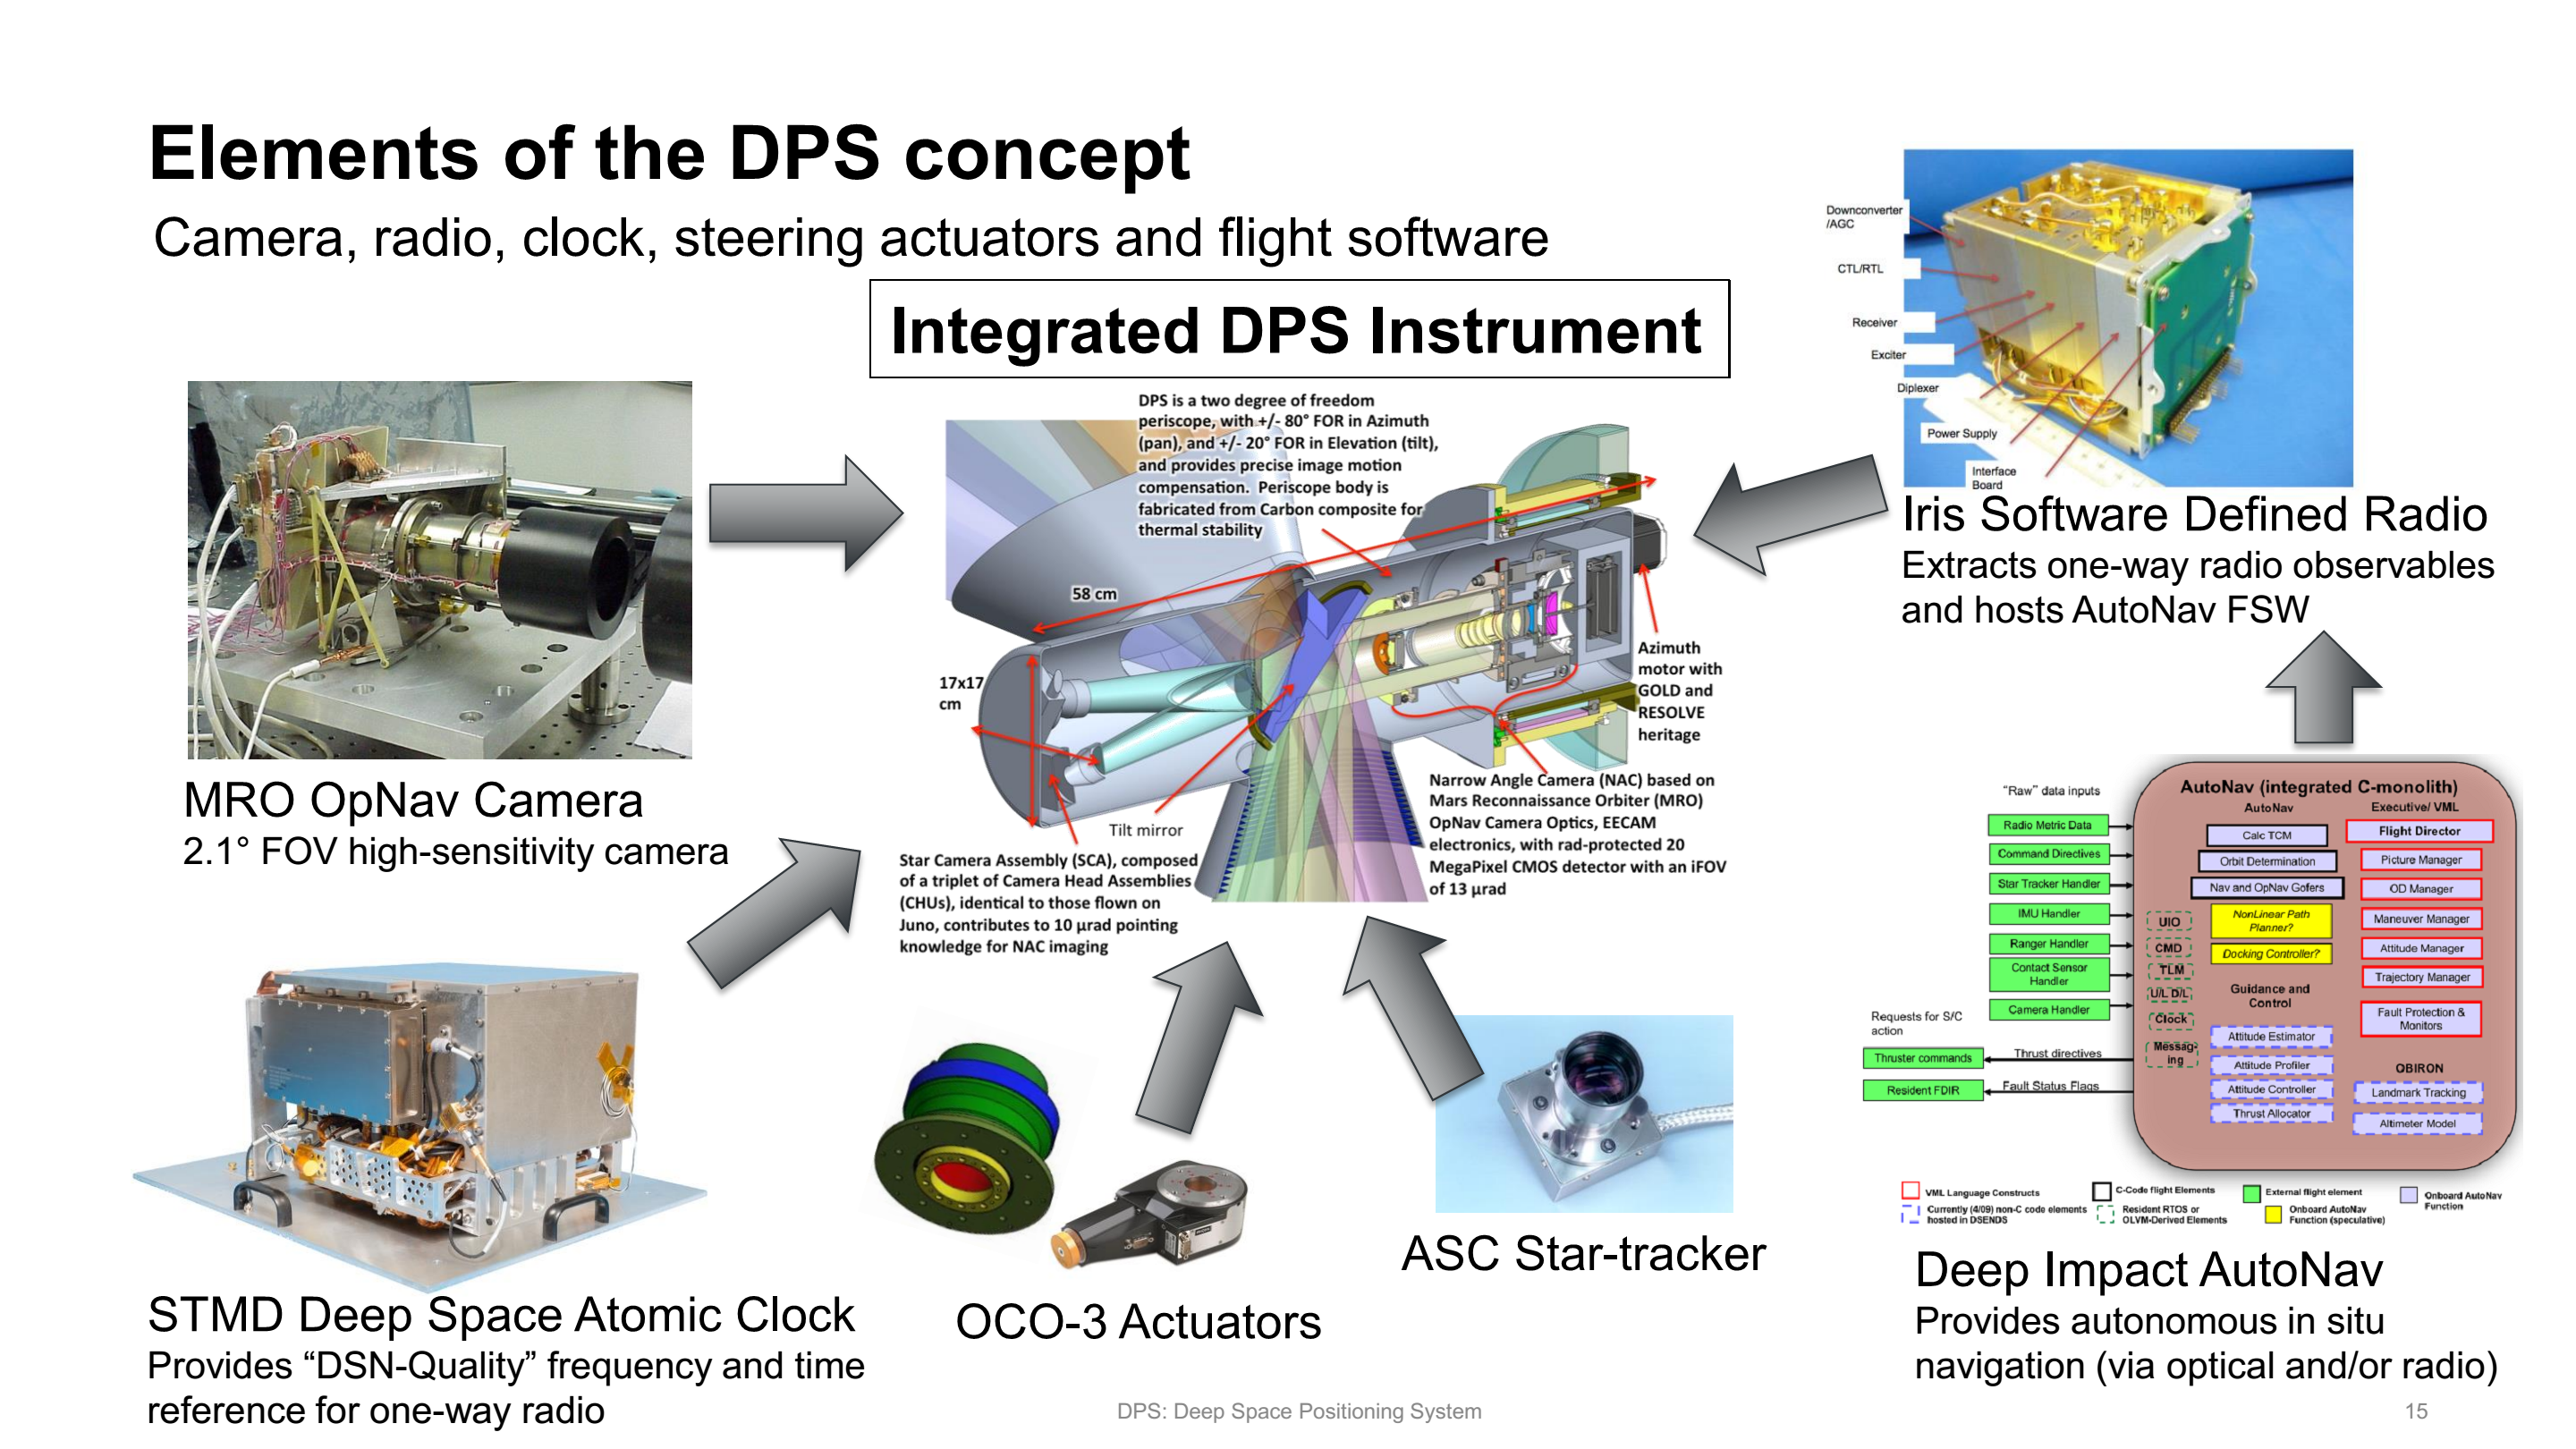 Elements of the DPS concept
Camera, radio, clock, steering actuators and flight software
Integrated DPS Instrument
DPS is a two degree of freedom
periscope, with +/- 80° FOR in Azimuth
(pan), and +/- 20° FOR in Elevation (tilt),
and provides precise image motion
compensation.  Periscope body is
fabricated from Carbon composite for
thermal stability
58 cm
17x17
cm
Tilt mirror
Azimuth
motor with
GOLD and
RESOLVE
heritage
Star Camera Assembly (SCA), composed
of a triplet of Camera Head Assemblies
(CHUs), identical to those flown on
Juno, contributes to 10 µrad pointing
knowledge for NAC imaging
Narrow Angle Camera (NAC) based on
Mars Reconnaissance Orbiter (MRO)
OpNav Camera Optics, EECAM
electronics, with rad-protected 20
MegaPixel CMOS detector with an iFOV
of 13 µrad
MRO OpNav Camera
2.1° FOV high-sensitivity camera
STMD Deep Space Atomic Clock
Provides “DSN-Quality” frequency and time
reference for one-way radio
OCO-3 Actuators
ASC Star-tracker
Downconverter
/AGC
CTL/RTL
Receiver
Exciter
Diplexer
Power Supply
Interface
Board
Iris Software Defined Radio
Extracts one-way radio observables
and hosts AutoNav FSW
AutoNav (integrated C-monolith)
“Raw” data inputs
Radio Metric Data
Command Directives
Star Tracker Handler
IMU Handler
Ranger Handler
Contact Sensor
Handler
Camera Handler
Requests for S/C
action
Thruster commands
Thrust directives
Resident FDIR
Fault Status Flags
UIO
CMD
TLM
U/L D/L
Clock
Messag-
ing
AutoNav
Calc TCM
Orbit Determination
Nav and OpNav Gofers
NonLinear Path
Planner?
Docking Controller?
Guidance and
Control
Attitude Estimator
Attitude Profiler
Attitude Controller
Thrust Allocator
Executive/ VML
Flight Director
Picture Manager
OD Manager
Maneuver Manager
Attitude Manager
Trajectory Manager
Fault Protection &
Monitors
OBIRON
Landmark Tracking
Altimeter Model
VML Language Constructs
Currently (4/09) non-C code elements
hosted in DSENDS
C-Code flight Elements
Resident RTOS or
OLVM-Derived Elements
External flight element
Onboard AutoNav
Function (speculative)
Onboard AutoNav
Function
Deep Impact AutoNav
Provides autonomous in situ
navigation (via optical and/or radio)
DPS: Deep Space Positioning System
15